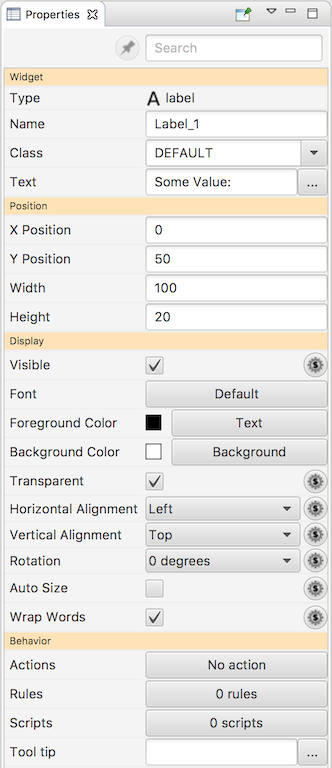 Properties
Search
Widget
Type A label
Name Label_1
Class DEFAULT
Text Some Value: ...
Position
X Position 0
Y Position 50
Width 100
Height 20
Display
Visible $
Font Default
Foreground Color Text
Background Color Background
Transparent $
Horizontal Alignment Left $
Vertical Alignment Top $
Rotation 0 degrees $
Auto Size $
Wrap Words $
Behavior
Actions No action
Rules 0 rules
Scripts 0 scripts
Tool tip ...